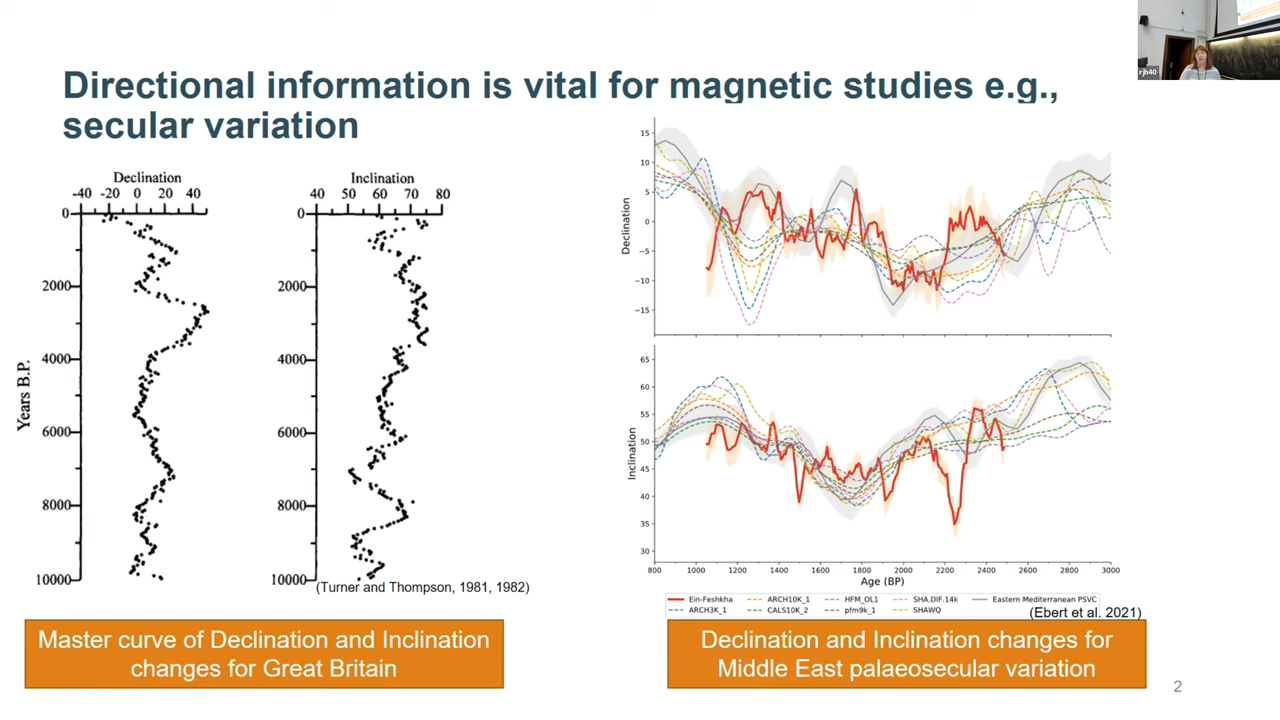 rjh40
Directional information is vital for magnetic studies e.g.,
secular variation
Declination
-40 -20 0 20 40
0
2000
4000
6000
8000
10000
Years B.P.
Inclination
40 50 60 70 80
0
2000
4000
6000
8000
10000
(Turner and Thompson, 1981, 1982)
Master curve of Declination and Inclination
changes for Great Britain
Declination
15
10
5
0
−5
−10
−15
Inclination
65
60
55
50
45
40
35
30
800 1000 1200 1400 1600 1800 2000 2200 2400 2600 2800 3000
Age (BP)
Ein-Feshkha ARCH10K_1 HFM_OL1 SHA.DIF.14k Eastern Mediterranean PSVC
ARCH3K_1 CALS10K_2 pfm9k_1 SHAWQ
(Ebert et al. 2021)
Declination and Inclination changes for
Middle East palaeosecular variation
2